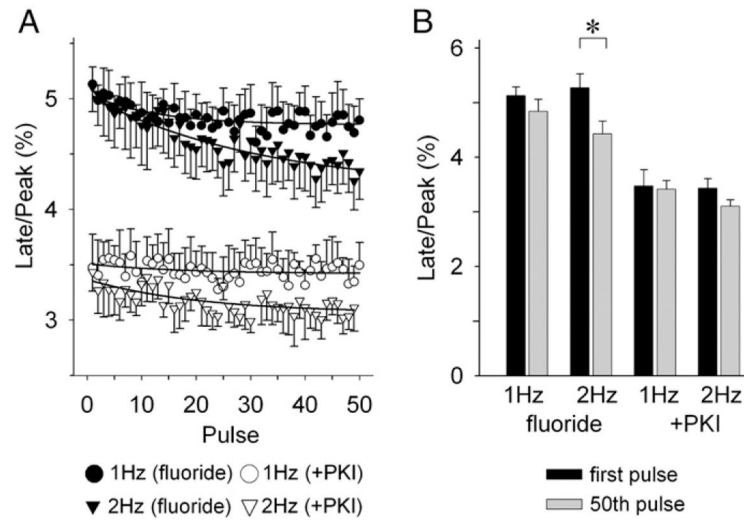 A
Late/Peak (%)
5
4
3
0 10 20 30 40 50
Pulse
1Hz (fluoride) 1Hz (+PKI)
2Hz (fluoride) 2Hz (+PKI)
B
Late/Peak (%)
6
4
2
0
*
1Hz 2Hz 1Hz 2Hz
fluoride +PKI
first pulse
50th pulse